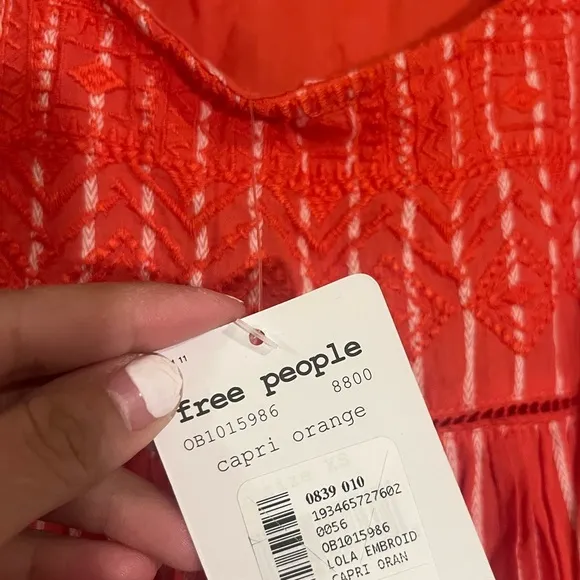 free people
OB1015986 8800
capri orange
0839 010
193465727602
0056
OB1015986
LOLA EMBROID
CAPRI ORAN